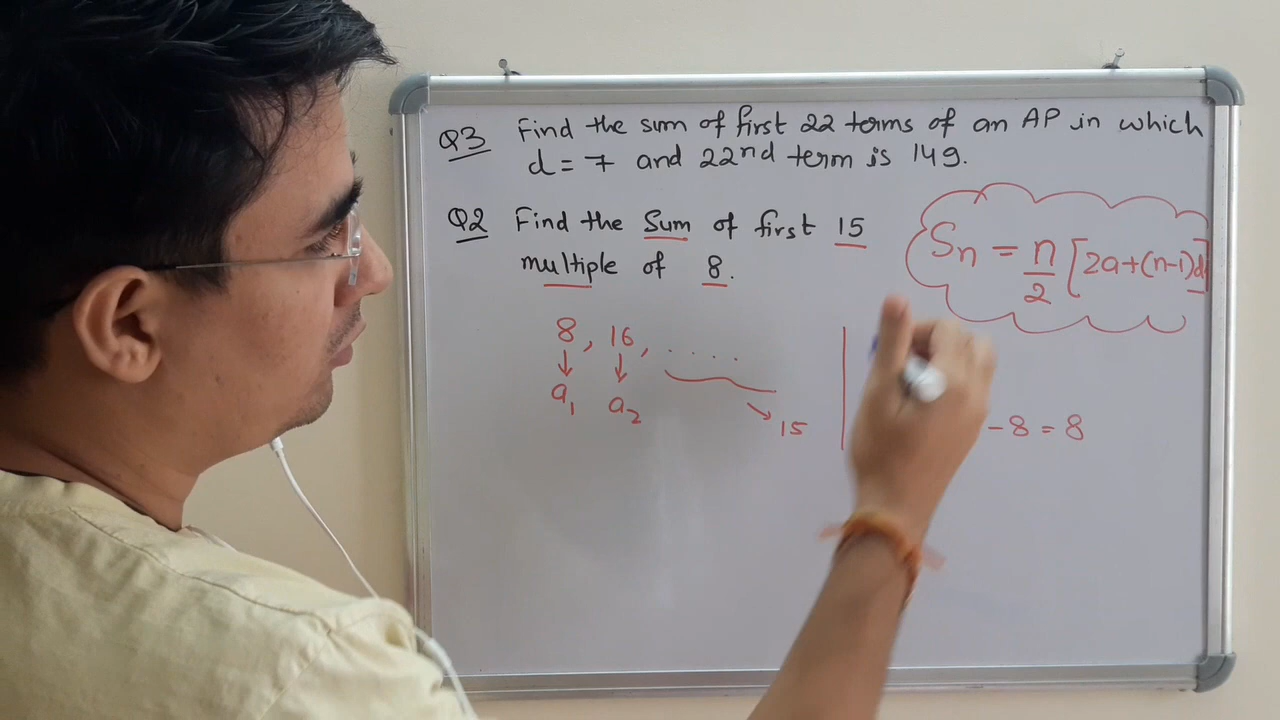 Q3 Find the sum of first 22 terms of an AP in which
d = 7 and 22nd term is 149.
Q2 Find the Sum of first 15
multiple of 8.
Sn = n/2 [2a+(n-1)d]
8, 16, . . . .
a1 a2
15
-8 = 8